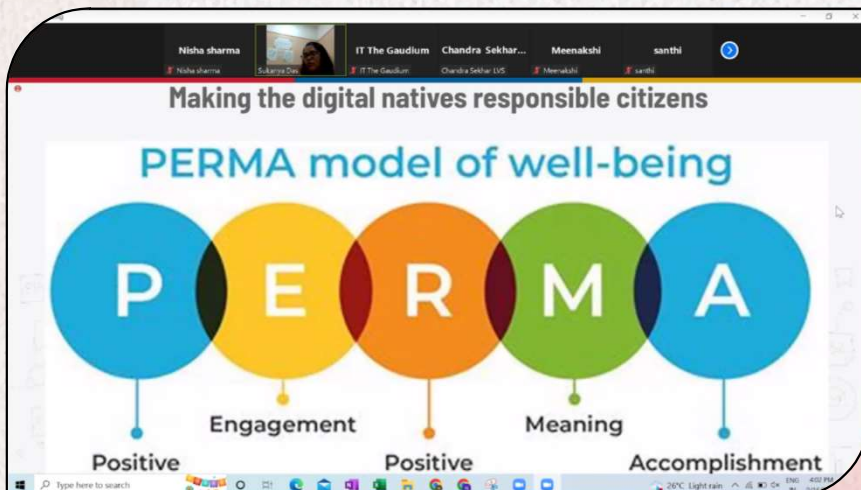 Nisha sharma
IT The Gaudium
Chandra Sekhar...
Meenakshi
santhi
Nisha sharma
Sukanya Das
IT The Gaudium
Chandra Sekhar LVS
Meenakshi
santhi
Making the digital natives responsible citizens
PERMA model of well-being
P E R M A
Engagement
Meaning
Positive
Positive
Accomplishment
Type here to search
26°C Light rain
ENG
4:02 PM